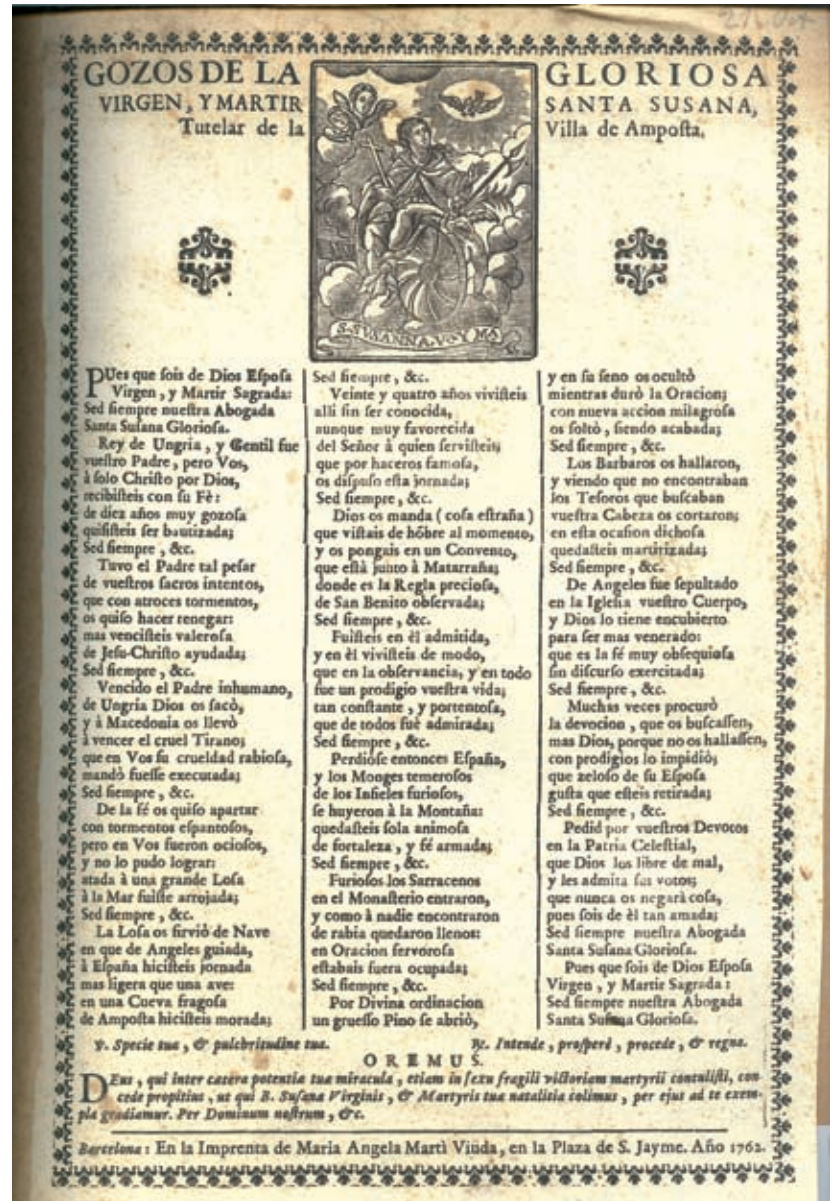 GOZOS DE LA GLORIOSA
VIRGEN, Y MARTIR SANTA SUSANA,
Tutelar de la Villa de Amposta.
S. SUSANNA. V. Y MA
PUes que sois de Dios Esposa
Virgen, y Martir Sagrada:
Sed siempre nuestra Abogada
Santa Susana Gloriosa.
Rey de Ungria, y Gentil fue
vuestro Padre, pero Vos,
à solo Christo por Dios,
recibisteis con su Fè:
de diez años muy gozosa
quisisteis ser bautizada;
Sed siempre, &c.
Tuvo el Padre tal pesar
de vuestros sacros intentos,
que con atroces tormentos,
os quiso hacer renegar:
mas vencisteis valerosa
de Jesu-Christo ayudada;
Sed siempre, &c.
Vencido el Padre inhumano,
de Ungria Dios os sacò,
y à Macedonia os llevò
à vencer el cruel Tirano;
que en Vos su crueldad rabiosa,
mandò fuesse executada;
Sed siempre, &c.
De la fé os quiso apartar
con tormentos espantosos,
pero en Vos fueron ociosos,
y no lo pudo lograr:
atada à una grande Losa
à la Mar fuiste arrojada;
Sed siempre, &c.
La Losa os sirviò de Nave
en que de Angeles guiada,
à España hicisteis jornada
mas ligera que una ave:
en una Cueva fragosa
de Amposta hicisteis morada;
Sed siempre, &c.
Veinte y quatro años vivisteis
alli sin ser conocida,
aunque muy favorecida
del Señor à quien servisteis;
que por haceros famosa,
os dispuso esta jornada;
Sed siempre, &c.
Dios os manda (cosa estraña)
que vistais de hõbre al momento,
y os pongais en un Convento,
que està junto à Matarraña;
donde es la Regla preciosa,
de San Benito observada;
Sed siempre, &c.
Fuisteis en èl admitida,
y en èl vivisteis de modo,
que en la observancia, y en todo
fue un prodigio vuestra vida;
tan constante, y portentosa,
que de todos fuè admirada;
Sed siempre, &c.
Perdiòse entonces España,
y los Monges temerosos
de los Infieles furiosos,
se huyeron à la Montaña:
quedasteis sola animosa
de fortaleza, y fé armada;
Sed siempre, &c.
Furiosos los Sarracenos
en el Monasterio entraron,
y como à nadie encontraron
de rabia quedaron llenos:
en Oracion fervorosa
estabais fuera ocupada;
Sed siempre, &c.
Por Divina ordinacion
un gruesso Pino se abriò,
y en su seno os ocultò
mientras durò la Oracion;
con nueva accion milagrosa
os soltò, siendo acabada;
Sed siempre, &c.
Los Barbaros os hallaron,
y viendo que no encontraban
los Tesoros que buscaban
vuestra Cabeza os cortaron;
en esta ocasion dichosa
quedasteis martirizada;
Sed siempre, &c.
De Angeles fue sepultado
en la Iglesia vuestro Cuerpo,
y Dios lo tiene encubierto
para ser mas venerado:
que es la fé muy obsequiosa
sin discurso exercitada;
Sed siempre, &c.
Muchas veces procurò
la devocion, que os buscassen,
mas Dios, porque no os hallassen,
con prodigios lo impidiò;
que zeloso de su Esposa
gusta que esteis retirada;
Sed siempre, &c.
Pedid por vuestros Devotos
en la Patria Celestial,
que Dios los libre de mal,
y les admita sus votos;
que nunca os negarà cosa,
pues sois de èl tan amada;
Sed siempre nuestra Abogada
Santa Susana Gloriosa.
Pues que sois de Dios Esposa
Virgen, y Martir Sagrada:
Sed siempre nuestra Abogada
Santa Susana Gloriosa.
℣. Specie tua, & pulchritudine tua. ℟. Intende, prosperè, procede, & regna.
OREMUS.
DEus, qui inter cætera potentiæ tuæ miracula, etiam in sexu fragili victoriam martyrii contulisti, con
cede propitius, ut qui B. Susanæ Virginis, & Martyris tuæ natalitia colimus, per ejus ad te exem-
pla gradiamur. Per Dominum nostrum, &c.
Barcelona: En la Imprenta de Maria Angela Martì Viüda, en la Plaza de S. Jayme. Año 1762.